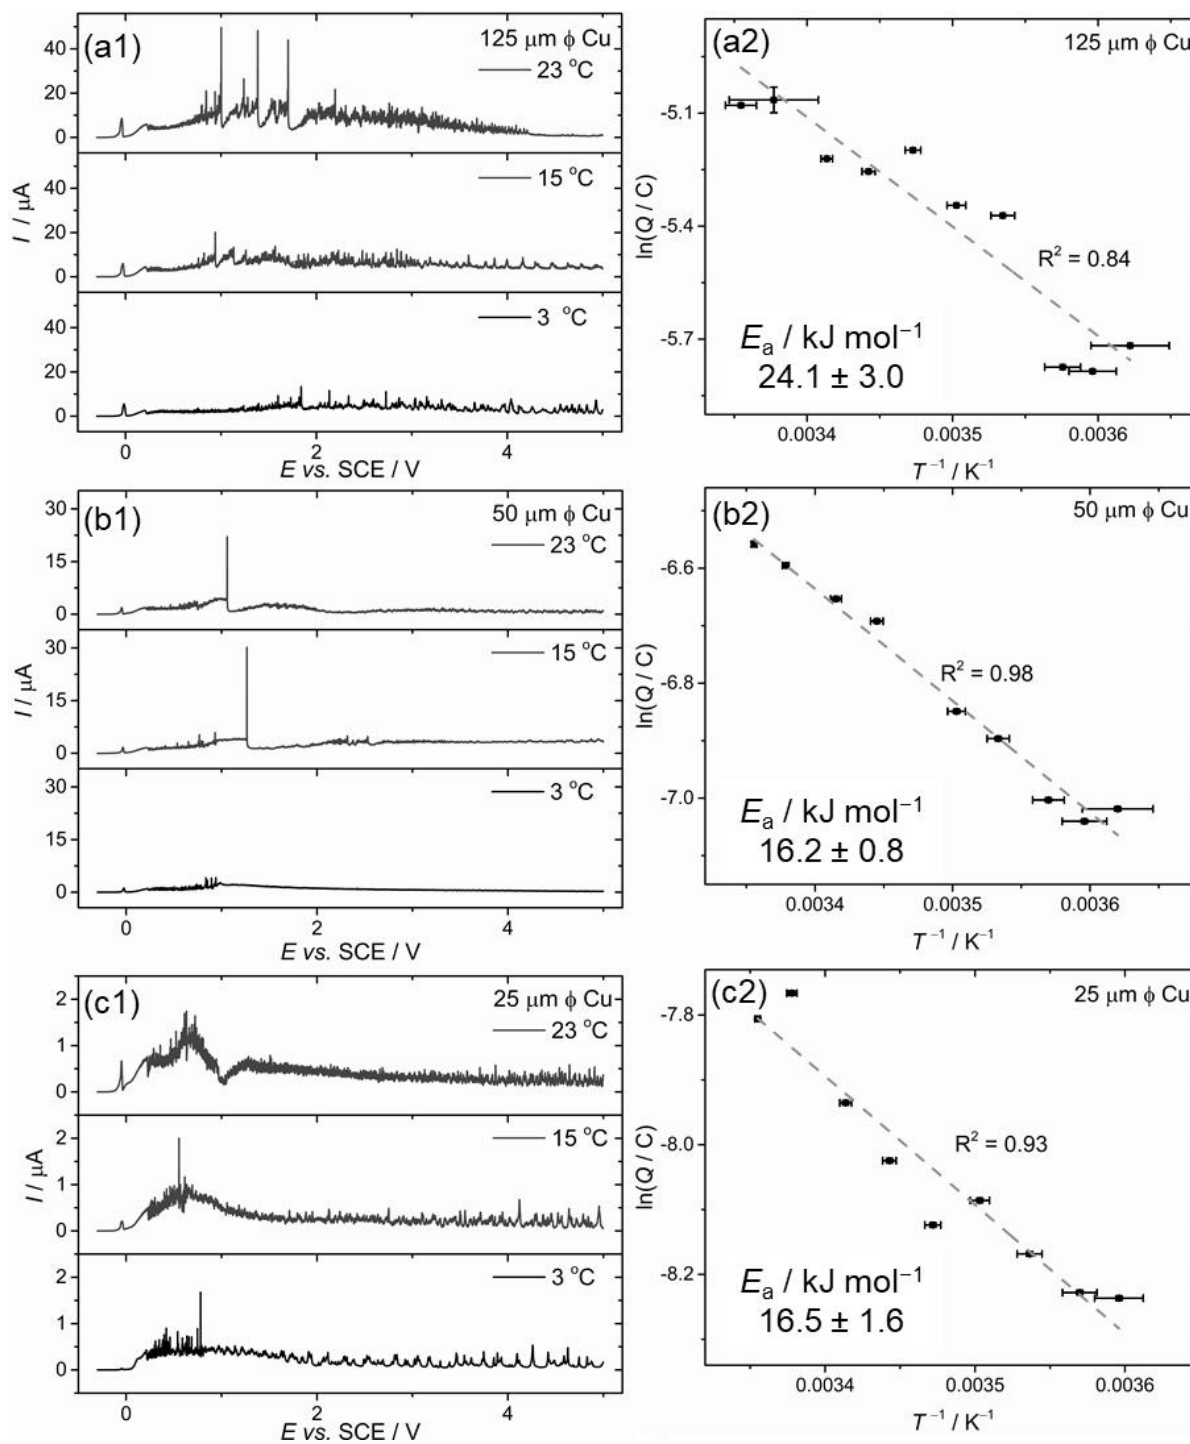 (a1)
125 μm ϕ Cu
23 °C
40
20
0
15 °C
40
20
0
3 °C
40
20
0
I / μA
0 2 4
E vs. SCE / V
(a2)
125 μm ϕ Cu
-5.1
-5.4
-5.7
ln(Q / C)
R² = 0.84
Eₐ / kJ mol⁻¹
24.1 ± 3.0
0.0034 0.0035 0.0036
T⁻¹ / K⁻¹
(b1)
50 μm ϕ Cu
23 °C
30
15
0
15 °C
30
15
0
3 °C
30
15
0
I / μA
0 2 4
E vs. SCE / V
(b2)
50 μm ϕ Cu
-6.6
-6.8
-7.0
ln(Q / C)
R² = 0.98
Eₐ / kJ mol⁻¹
16.2 ± 0.8
0.0034 0.0035 0.0036
T⁻¹ / K⁻¹
(c1)
25 μm ϕ Cu
23 °C
2
1
0
15 °C
2
1
0
3 °C
2
1
0
I / μA
0 2 4
E vs. SCE / V
(c2)
25 μm ϕ Cu
-7.8
-8.0
-8.2
ln(Q / C)
R² = 0.93
Eₐ / kJ mol⁻¹
16.5 ± 1.6
0.0034 0.0035 0.0036
T⁻¹ / K⁻¹